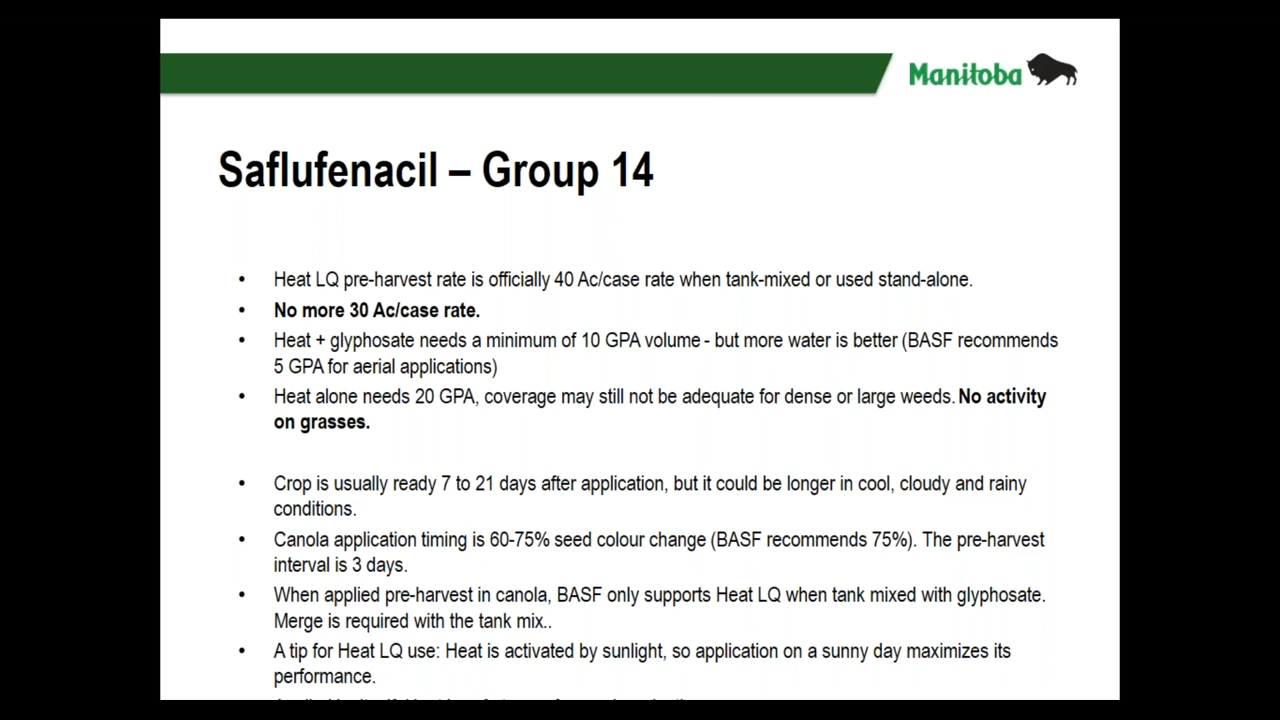 Manitoba
Saflufenacil – Group 14
• Heat LQ pre-harvest rate is officially 40 Ac/case rate when tank-mixed or used stand-alone.
• No more 30 Ac/case rate.
• Heat + glyphosate needs a minimum of 10 GPA volume - but more water is better (BASF recommends
5 GPA for aerial applications)
• Heat alone needs 20 GPA, coverage may still not be adequate for dense or large weeds. No activity
on grasses.
• Crop is usually ready 7 to 21 days after application, but it could be longer in cool, cloudy and rainy
conditions.
• Canola application timing is 60-75% seed colour change (BASF recommends 75%). The pre-harvest
interval is 3 days.
• When applied pre-harvest in canola, BASF only supports Heat LQ when tank mixed with glyphosate.
Merge is required with the tank mix..
• A tip for Heat LQ use: Heat is activated by sunlight, so application on a sunny day maximizes its
performance.